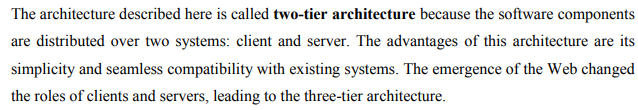 The architecture described here is called two-tier architecture because the software components
are distributed over two systems: client and server. The advantages of this architecture are its
simplicity and seamless compatibility with existing systems. The emergence of the Web changed
the roles of clients and servers, leading to the three-tier architecture.